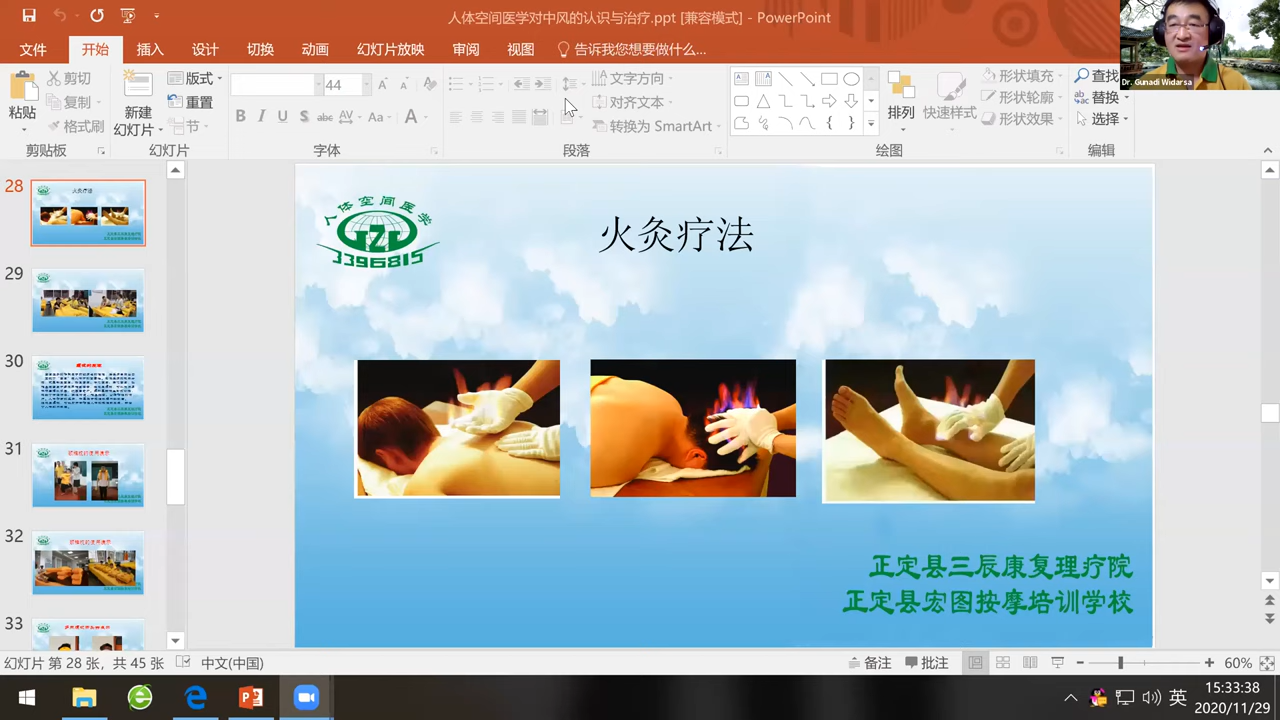 人体空间医学对中风的认识与治疗.ppt [兼容模式] - PowerPoint
文件 开始 插入 设计 切换 动画 幻灯片放映 审阅 视图 告诉我您想要做什么...
Dr. Gunadi Widarsa
粘贴
剪切
复制
格式刷
剪贴板
新建
幻灯片
版式
重置
节
幻灯片
44
B I U S abc AV Aa A
字体
文字方向
对齐文本
转换为 SmartArt
段落
排列
快速样式
形状填充
形状轮廓
形状效果
绘图
查找
替换
选择
编辑
28
火灸疗法
29
30
31
32
33
人体空间医学
3396815
火灸疗法
正定县三辰康复理疗院
正定县宏图按摩培训学校
幻灯片 第 28 张，共 45 张 中文(中国) 备注 批注 60%
英
15:33:38
2020/11/29